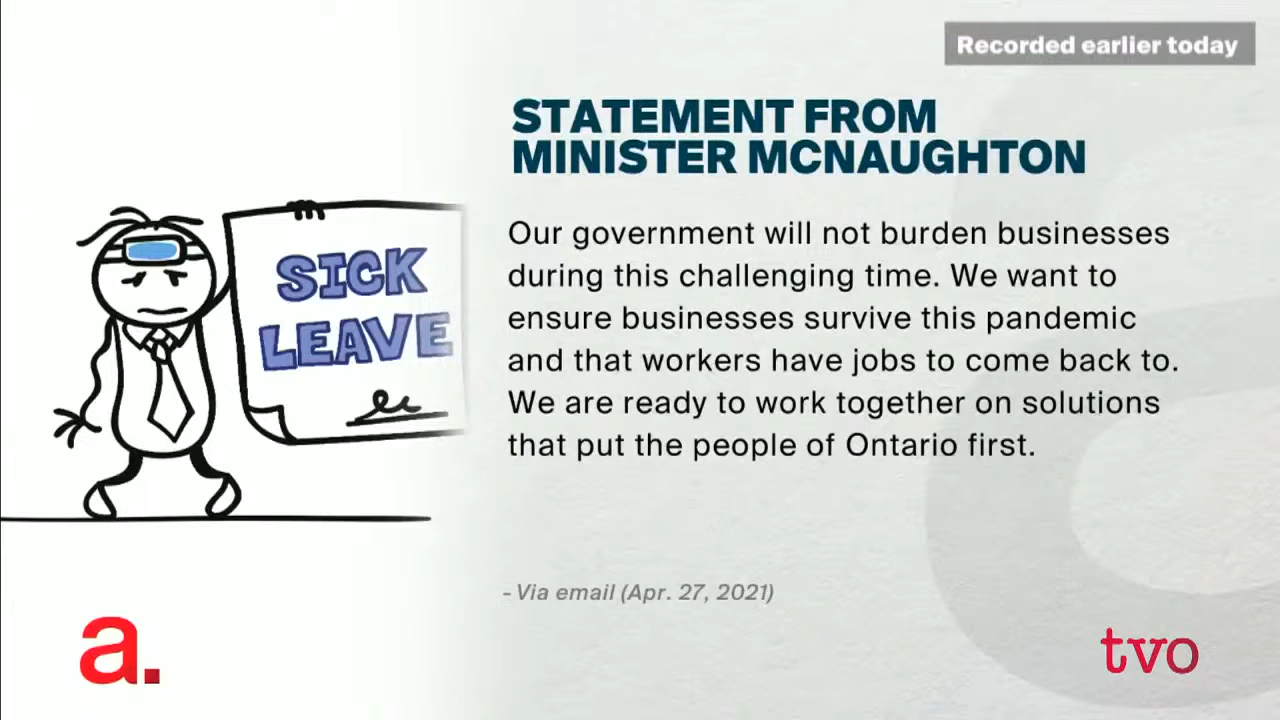 Recorded earlier today
STATEMENT FROM
MINISTER MCNAUGHTON
Our government will not burden businesses
during this challenging time. We want to
ensure businesses survive this pandemic
and that workers have jobs to come back to.
We are ready to work together on solutions
that put the people of Ontario first.
- Via email (Apr. 27, 2021)
SICK
LEAVE
a.
tvo